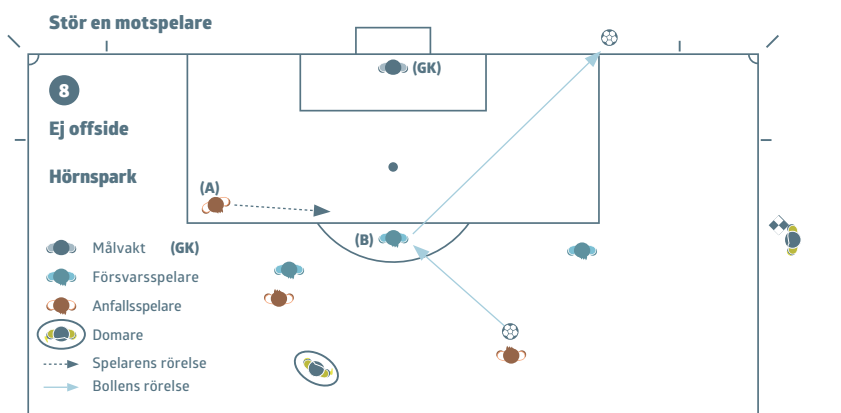 Stör en motspelare
(GK)
8
Ej offside
Hörnspark
(A)
(B)
Målvakt (GK)
Försvarsspelare
Anfallsspelare
Domare
Spelarens rörelse
Bollens rörelse